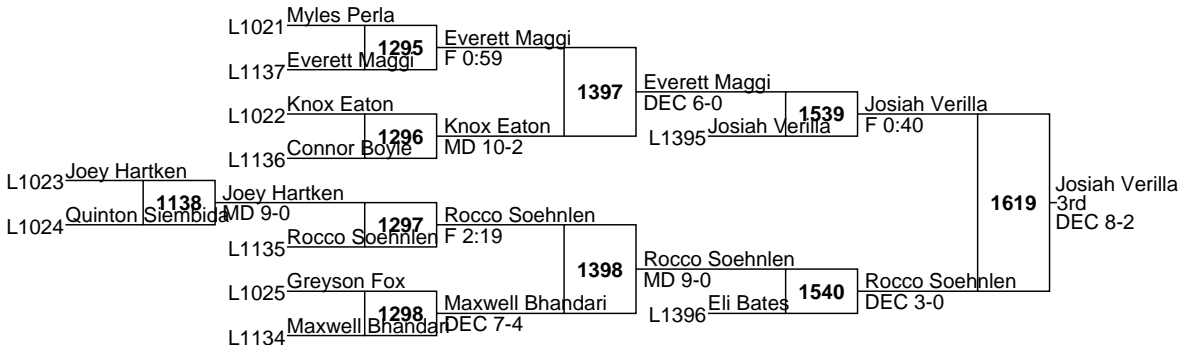 L1021 Myles Perla
1295
Everett Maggi
F 0:59
L1137 Everett Maggi
1397
Everett Maggi
DEC 6-0
L1022 Knox Eaton
1296
Knox Eaton
MD 10-2
L1136 Connor Boyle
L1395 Josiah Verilla
1539
Josiah Verilla
F 0:40
L1023 Joey Hartken
1138
Joey Hartken
MD 9-0
L1024 Quinton Siembida
1297
Rocco Soehnlen
F 2:19
L1135 Rocco Soehnlen
1398
Rocco Soehnlen
MD 9-0
L1025 Greyson Fox
1298
Maxwell Bhandari
DEC 7-4
L1134 Maxwell Bhandari
L1396 Eli Bates
1540
Rocco Soehnlen
DEC 3-0
1619
Josiah Verilla
3rd
DEC 8-2